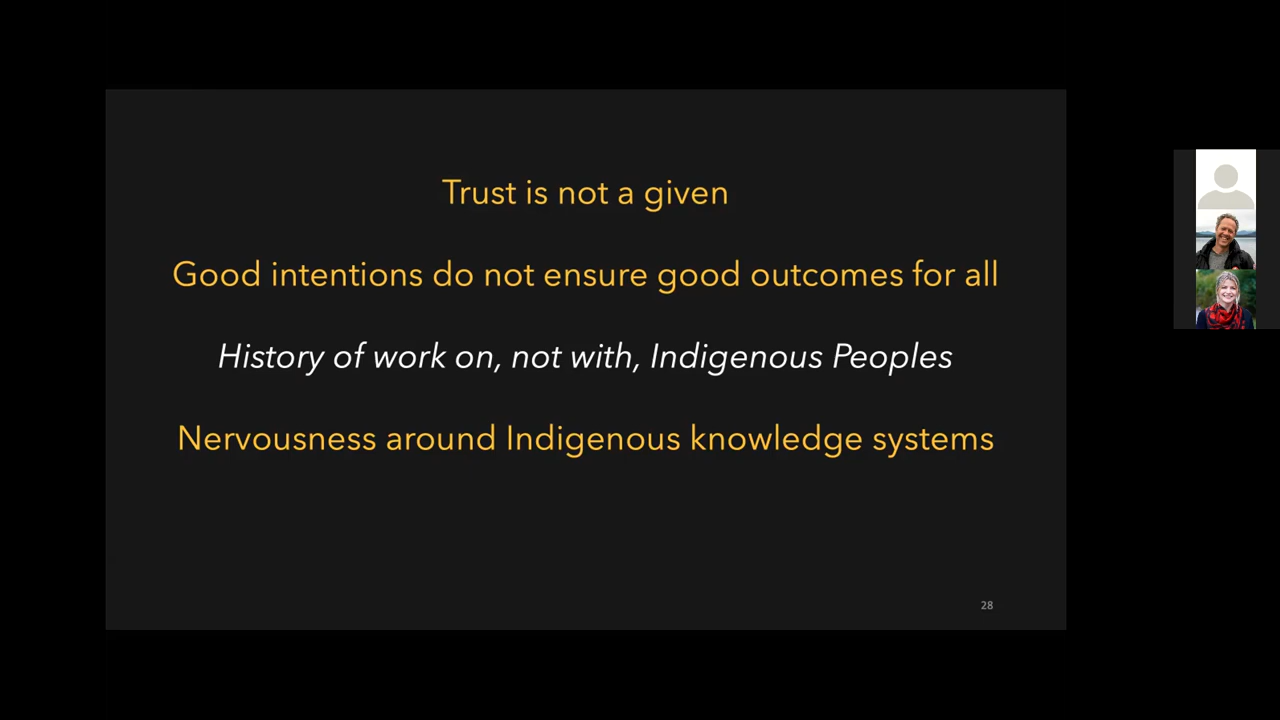 Trust is not a given
Good intentions do not ensure good outcomes for all
History of work on, not with, Indigenous Peoples
Nervousness around Indigenous knowledge systems
28